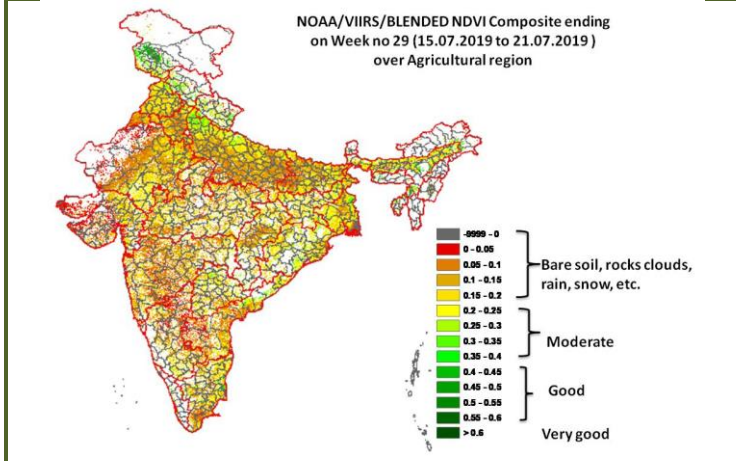 NOAA/VIIRS/BLENDED NDVI Composite ending
on Week no 29 (15.07.2019 to 21.07.2019 )
over Agricultural region
-9999 - 0
0 - 0.05
0.05 - 0.1
0.1 - 0.15
0.15 - 0.2
0.2 - 0.25
0.25 - 0.3
0.3 - 0.35
0.35 - 0.4
0.4 - 0.45
0.45 - 0.5
0.5 - 0.55
0.55 - 0.6
> 0.6
Bare soil, rocks clouds,
rain, snow, etc.
Moderate
Good
Very good